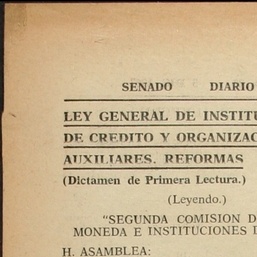 SENADO DIARIO
LEY GENERAL DE INSTITU
DE CREDITO Y ORGANIZAC
AUXILIARES. REFORMAS
(Dictamen de Primera Lectura.)
(Leyendo.)
"SEGUNDA COMISION D
MONEDA E INSTITUCIONES D
H. ASAMBLEA: